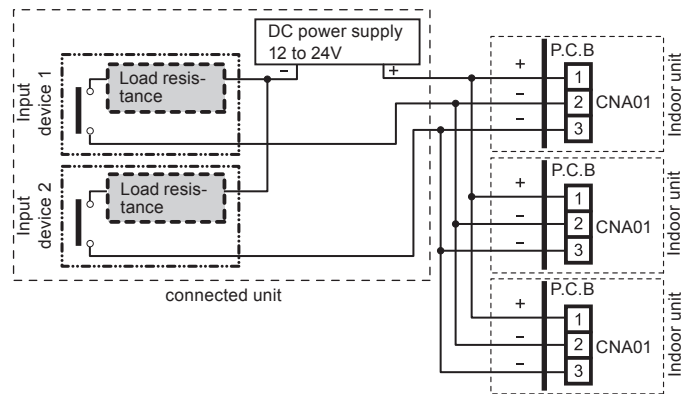 DC power supply
12 to 24V
– +
Input
device 1
Load resis-
tance
Input
device 2
Load resis-
tance
connected unit
P.C.B
+ 1
– 2 CNA01
– 3
Indoor unit
P.C.B
+ 1
– 2 CNA01
– 3
Indoor unit
P.C.B
+ 1
– 2 CNA01
– 3
Indoor unit